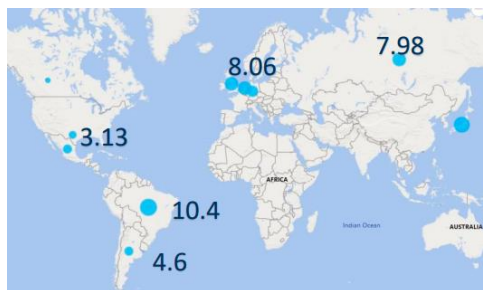 7.98
8.06
3.13
AFRICA
10.4
Indian Ocean
AUSTRALIA
4.6